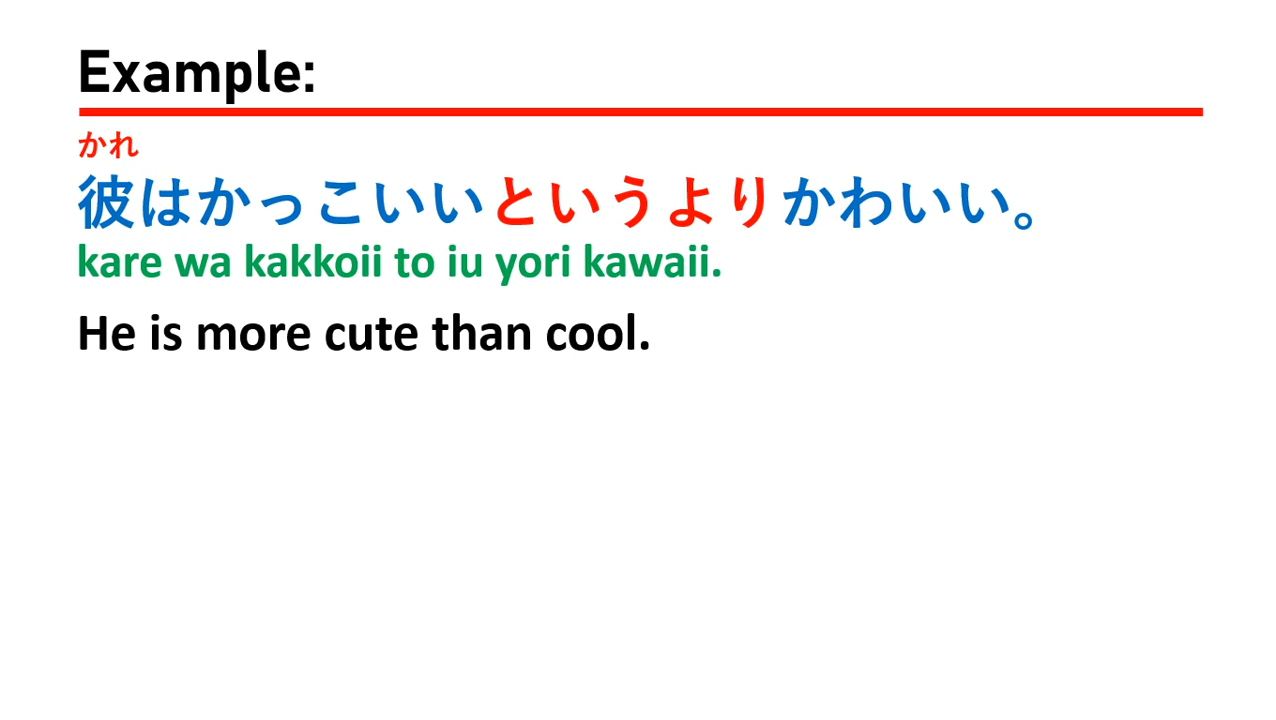 Example:
かれ
彼はかっこいいというよりかわいい。
kare wa kakkoii to iu yori kawaii.
He is more cute than cool.